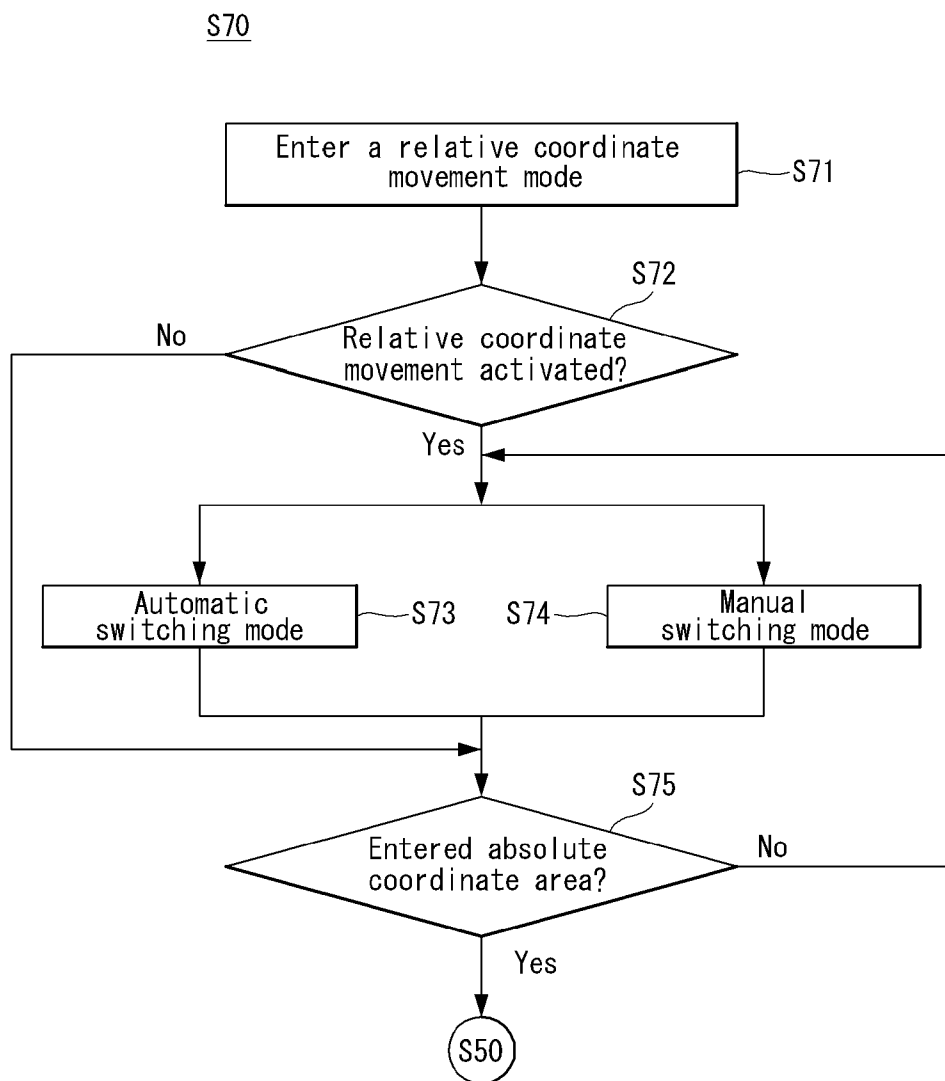 S70
Enter a relative coordinate
movement mode
S71
S72
No
Relative coordinate
movement activated?
Yes
Automatic
switching mode
S73
S74
Manual
switching mode
S75
Entered absolute
coordinate area?
No
Yes
S50